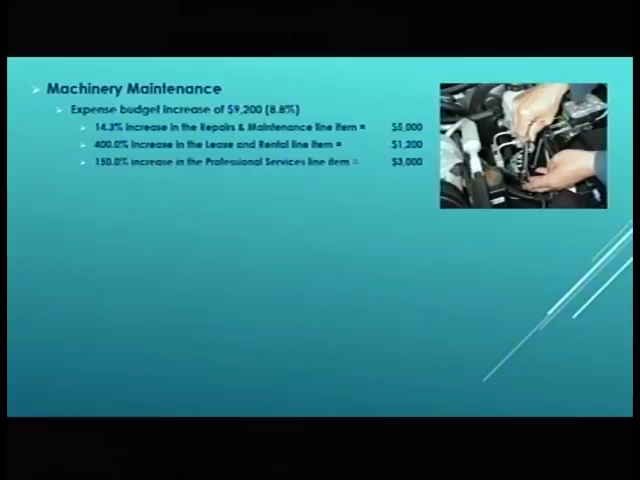 Machinery Maintenance
Expense budget increase of $9,200 (8.8%)
14.3% increase in the Repairs & Maintenance line item = $5,000
400.0% increase in the Lease and Rental line item = $1,200
150.0% increase in the Professional Services line item = $3,000